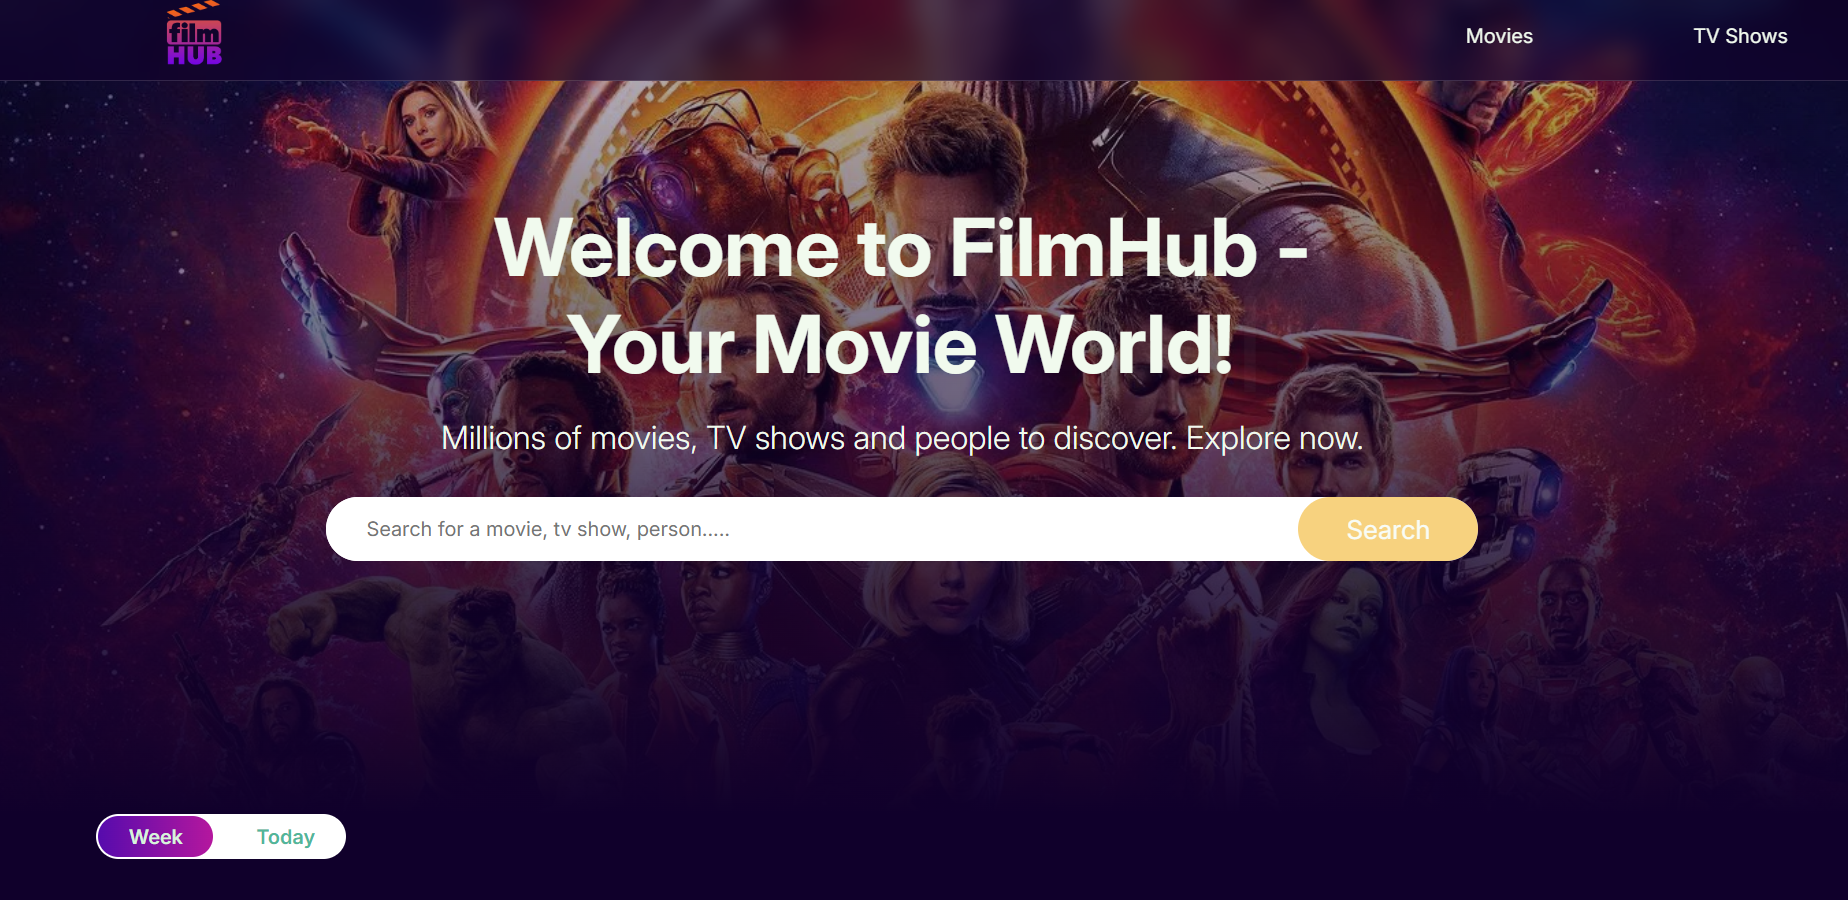 film
HUB
Movies
TV Shows
Welcome to FilmHub -
Your Movie World!
Millions of movies, TV shows and people to discover. Explore now.
Search for a movie, tv show, person.....
Search
Week
Today